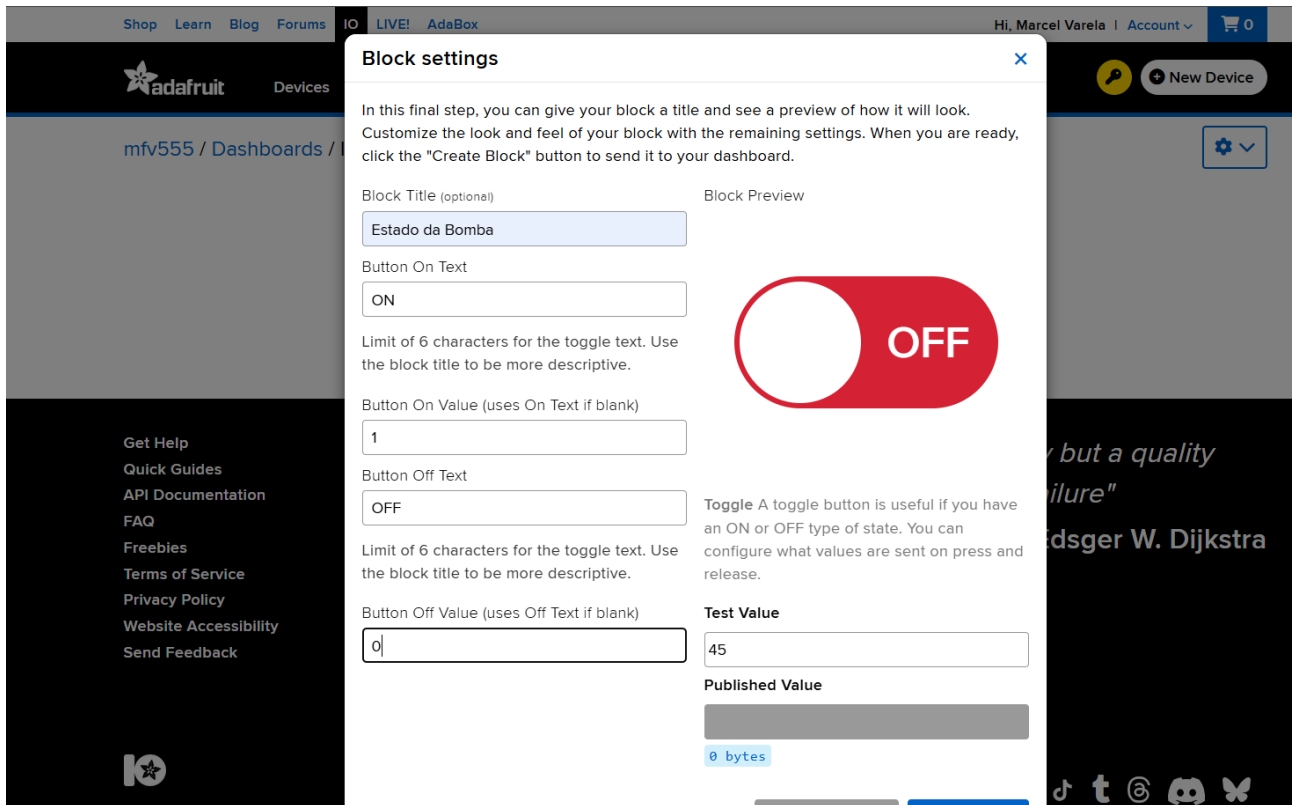 Shop Learn Blog Forums IO LIVE! AdaBox
Hi, Marcel Varela | Account
0
adafruit
Devices
New Device
mfv555 / Dashboards /
Block settings
In this final step, you can give your block a title and see a preview of how it will look.
Customize the look and feel of your block with the remaining settings. When you are ready,
click the "Create Block" button to send it to your dashboard.
Block Title (optional)
Estado da Bomba
Button On Text
ON
Limit of 6 characters for the toggle text. Use
the block title to be more descriptive.
Button On Value (uses On Text if blank)
1
Button Off Text
OFF
Limit of 6 characters for the toggle text. Use
the block title to be more descriptive.
Button Off Value (uses Off Text if blank)
0
Block Preview
OFF
Toggle A toggle button is useful if you have
an ON or OFF type of state. You can
configure what values are sent on press and
release.
Test Value
45
Published Value
0 bytes
Get Help
Quick Guides
API Documentation
FAQ
Freebies
Terms of Service
Privacy Policy
Website Accessibility
Send Feedback
but a quality
ilure"
dsger W. Dijkstra